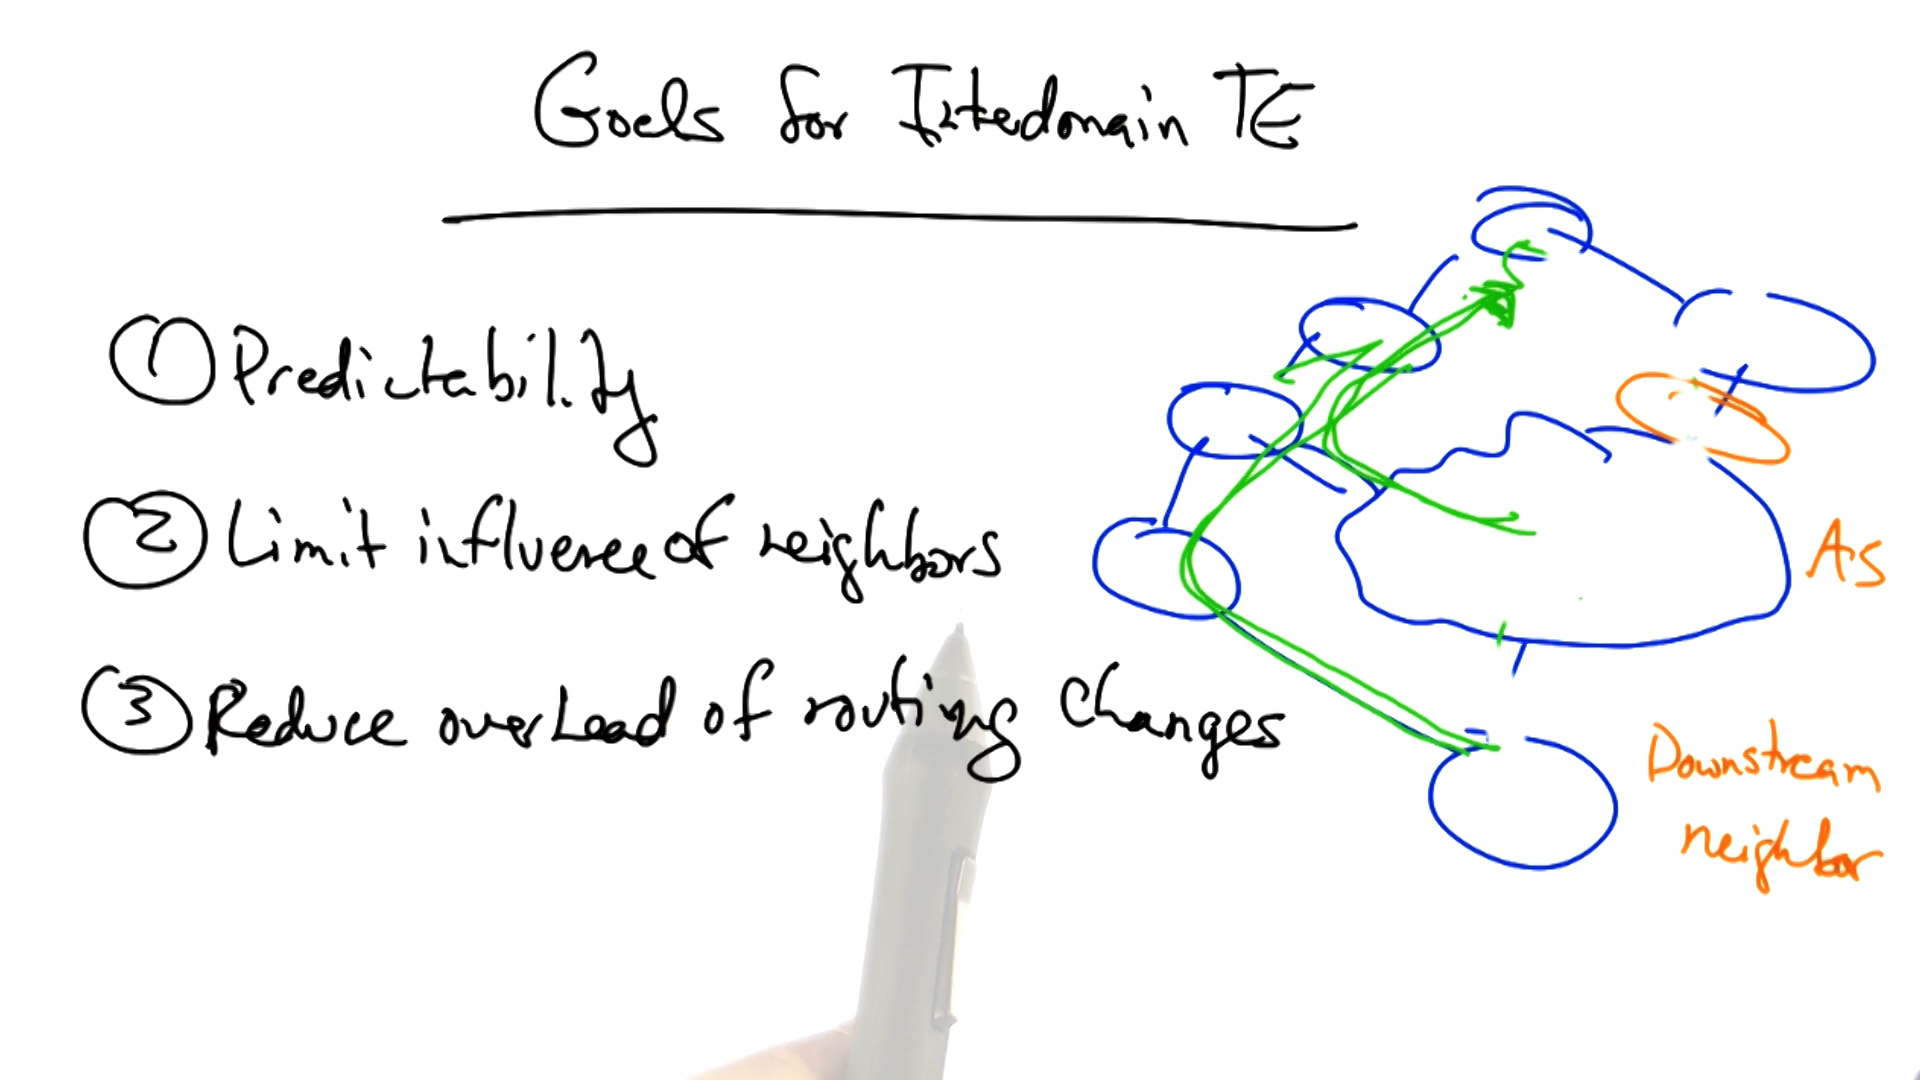 Goals for Interdomain TE
① Predictability
② Limit influence of neighbors
③ Reduce overhead of routing changes
AS
Downstream
neighbor